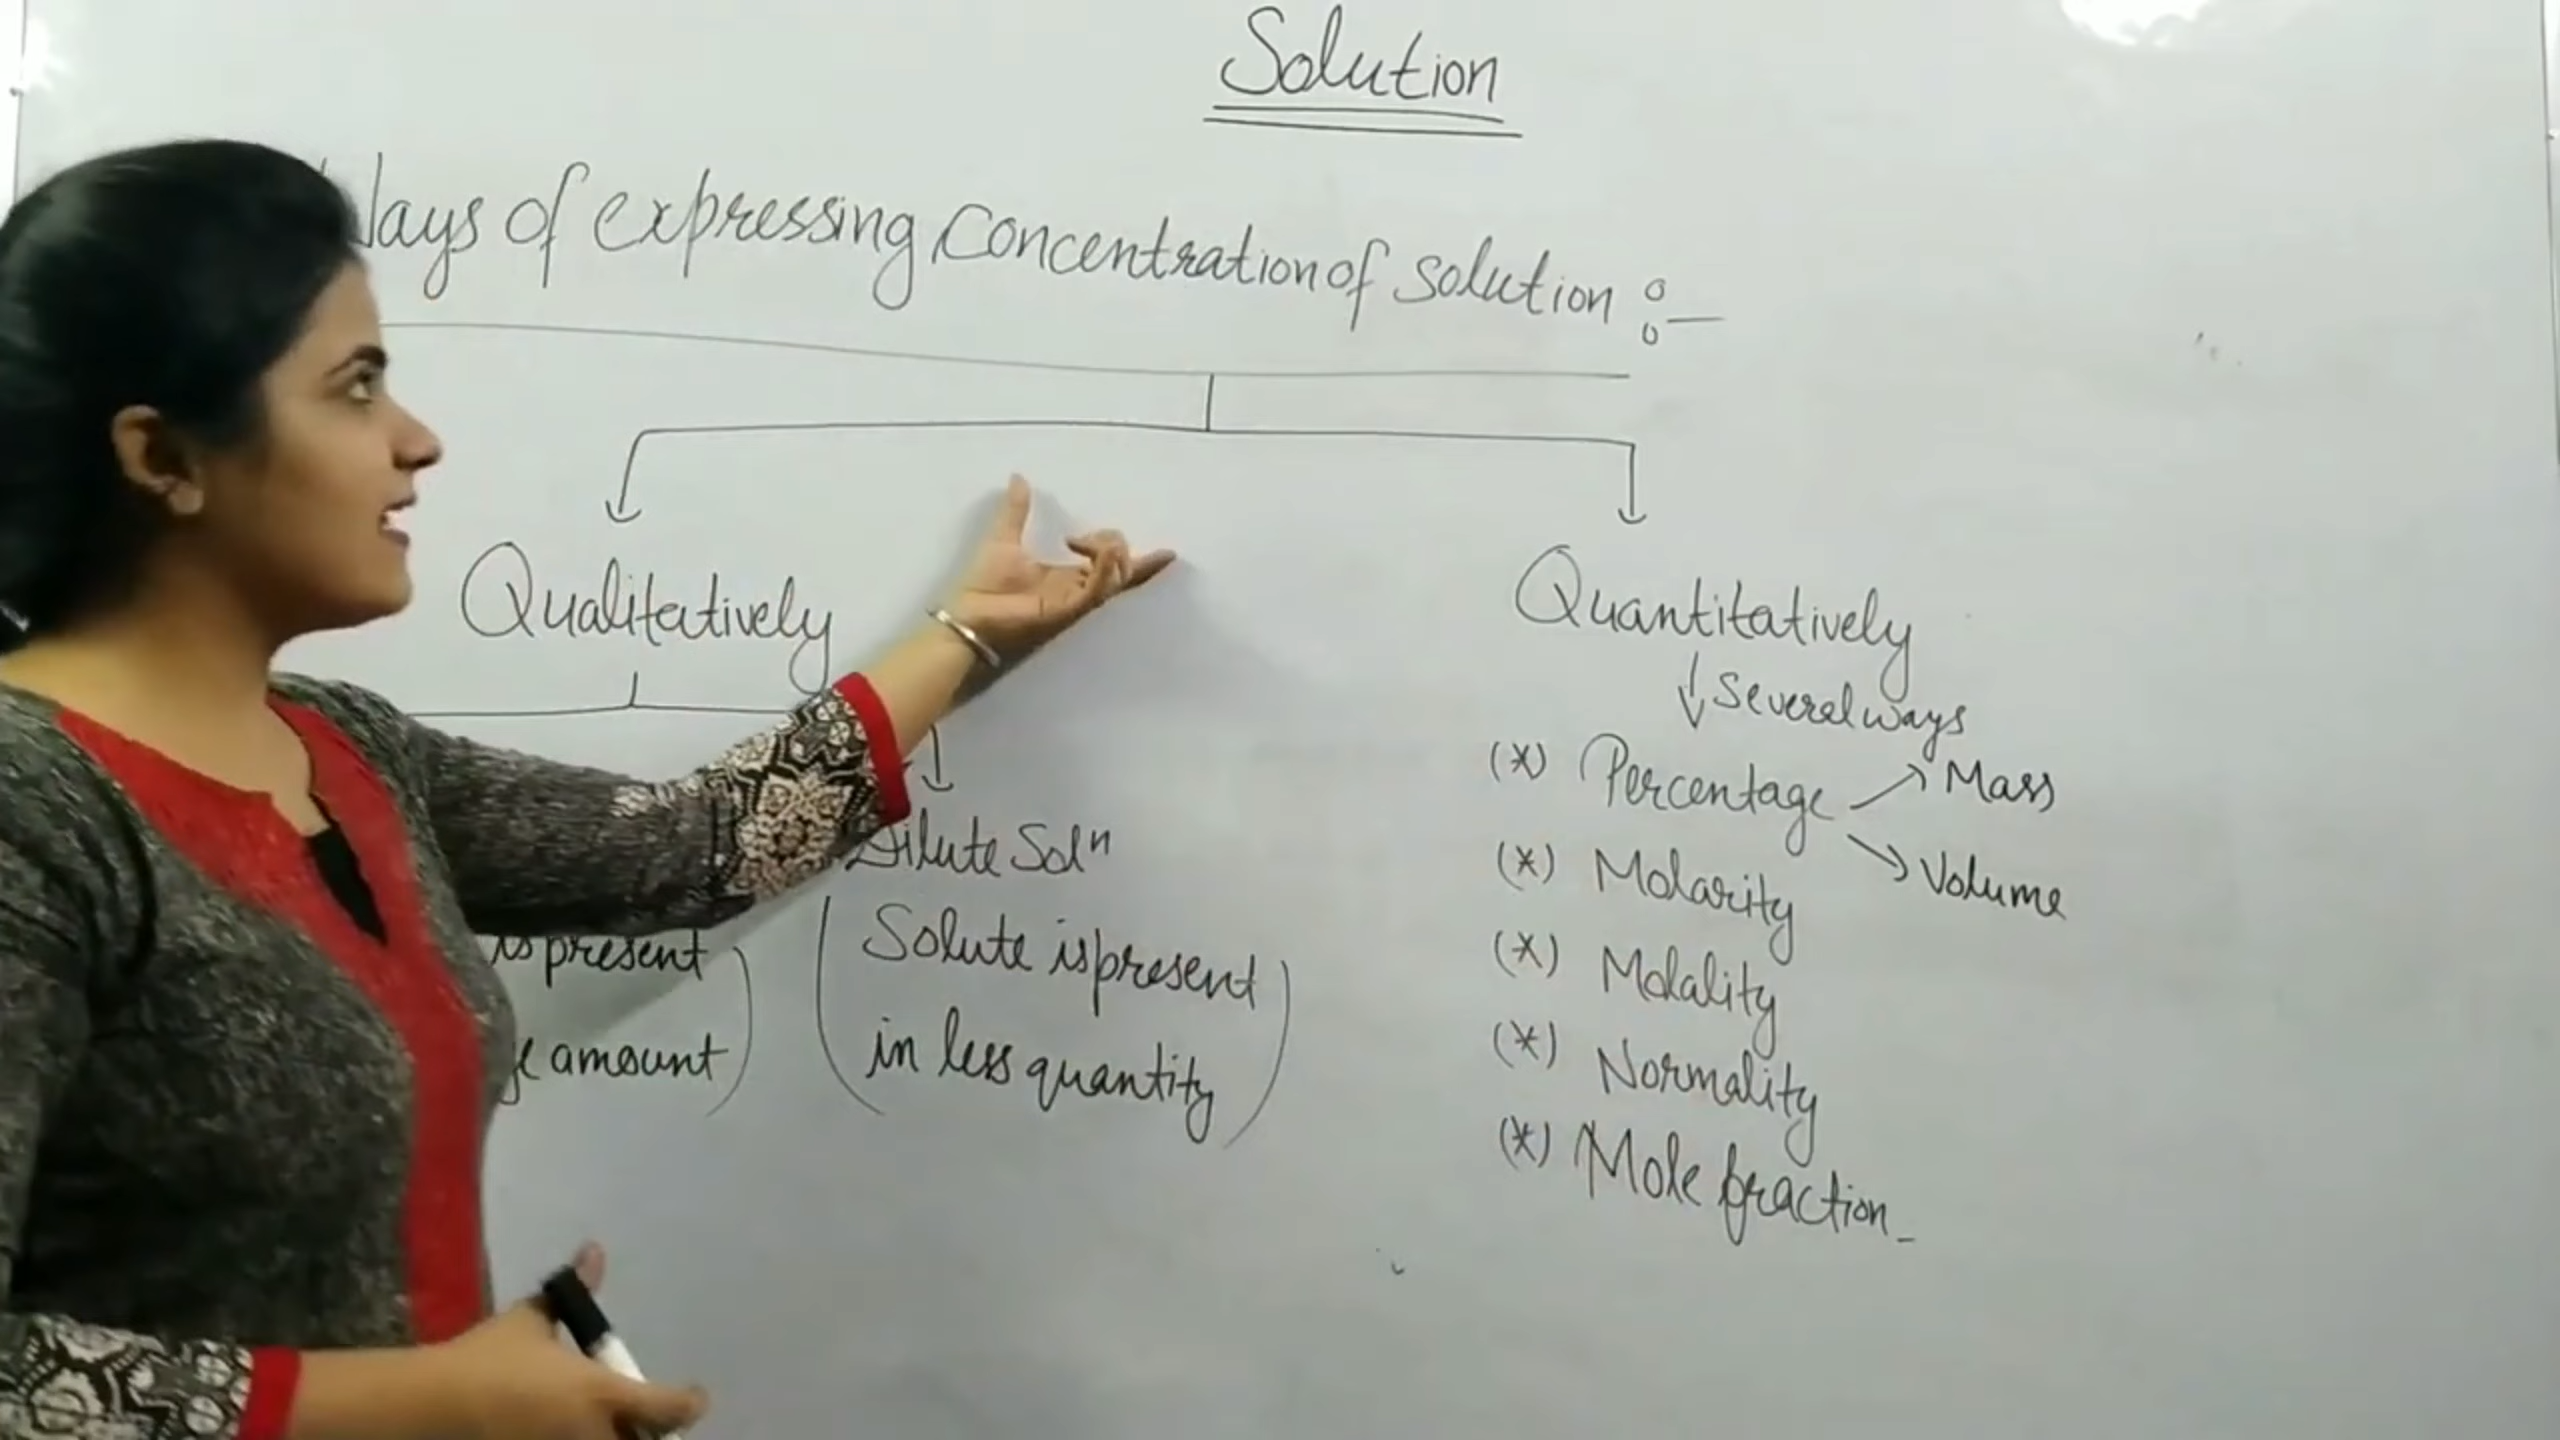 Solution
of expressing concentration of solution :-
Qualitatively
Quantitatively
Several ways
(*) Percentage
Mass
Volume
(*) Molarity
(*) Molality
(*) Normality
(*) Mole fraction
Dilute Solⁿ
is present
amount)
(Solute is present
in less quantity)